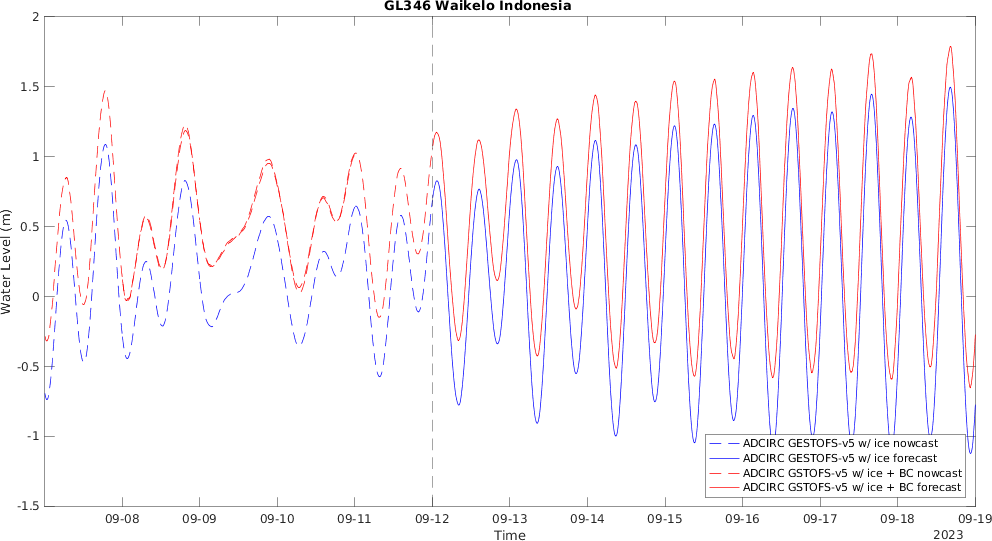 GL346 Waikelo Indonesia
2
1.5
1
0.5
0
-0.5
-1
-1.5
Water Level (m)
ADCIRC GESTOFS-v5 w/ ice nowcast
ADCIRC GESTOFS-v5 w/ ice forecast
ADCIRC GSTOFS-v5 w/ ice + BC nowcast
ADCIRC GSTOFS-v5 w/ ice + BC forecast
09-08 09-09 09-10 09-11 09-12 09-13 09-14 09-15 09-16 09-17 09-18 09-19
Time
2023